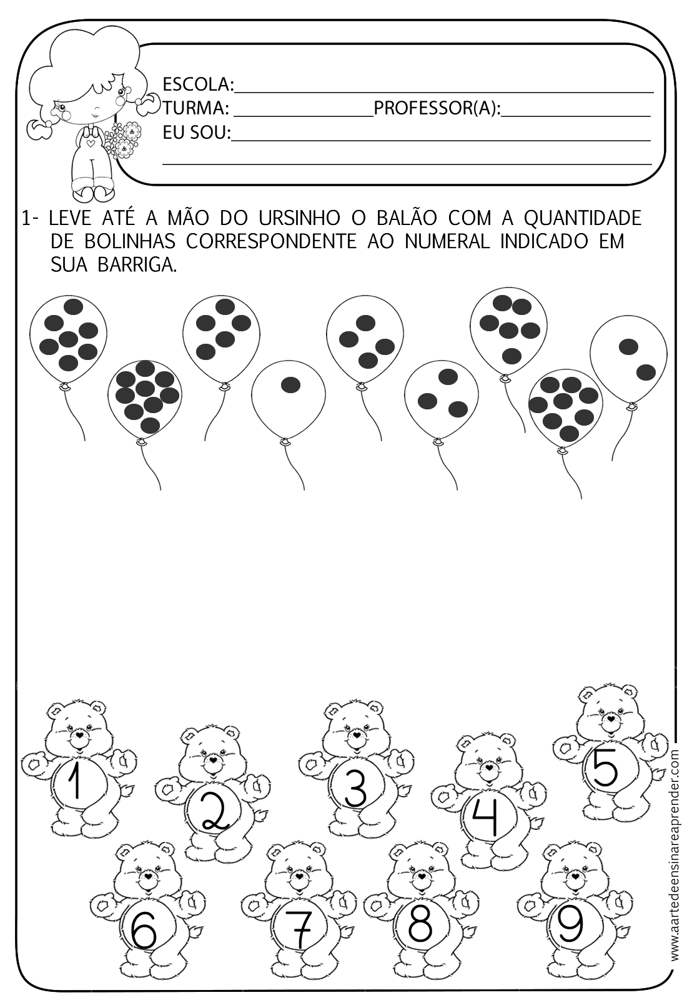 ESCOLA:
TURMA: PROFESSOR(A):
EU SOU:
1- LEVE ATÉ A MÃO DO URSINHO O BALÃO COM A QUANTIDADE
DE BOLINHAS CORRESPONDENTE AO NUMERAL INDICADO EM
SUA BARRIGA.
1
2
3
4
5
6
7
8
9
www.aartedeensinareaprender.com